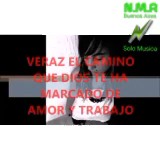 N.M.A
Buenos Aires
Solo Musica
VERAZ EL CAMINO
QUE DIOS TE HA
MARCADO DE
AMOR Y TRABAJO